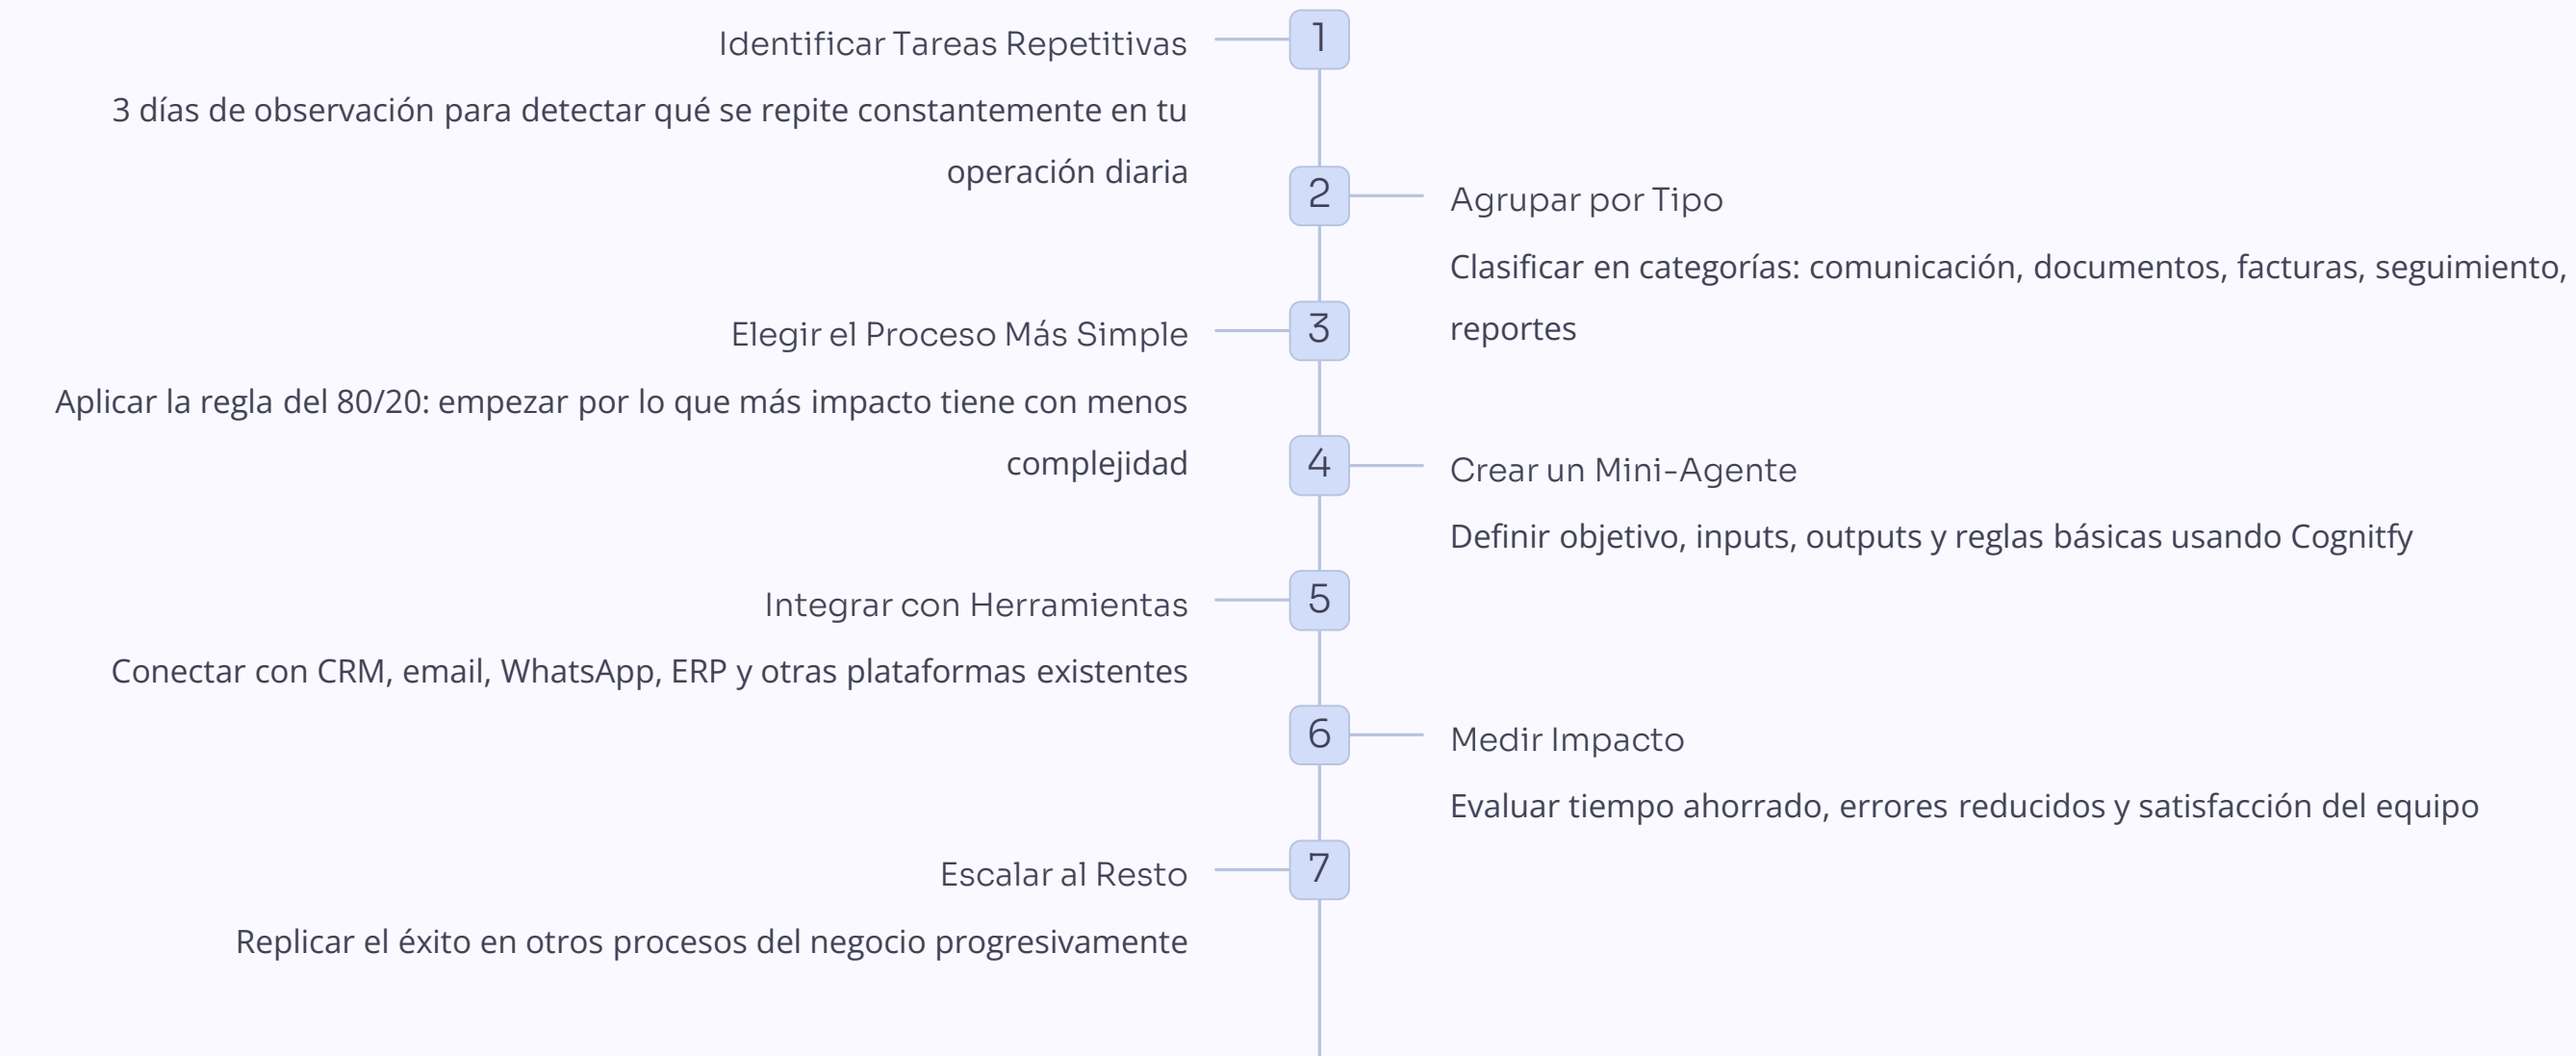 1
Identificar Tareas Repetitivas
3 días de observación para detectar qué se repite constantemente en tu
operación diaria
2
Agrupar por Tipo
Clasificar en categorías: comunicación, documentos, facturas, seguimiento,
reportes
3
Elegir el Proceso Más Simple
Aplicar la regla del 80/20: empezar por lo que más impacto tiene con menos
complejidad
4
Crear un Mini-Agente
Definir objetivo, inputs, outputs y reglas básicas usando Cognitfy
5
Integrar con Herramientas
Conectar con CRM, email, WhatsApp, ERP y otras plataformas existentes
6
Medir Impacto
Evaluar tiempo ahorrado, errores reducidos y satisfacción del equipo
7
Escalar al Resto
Replicar el éxito en otros procesos del negocio progresivamente